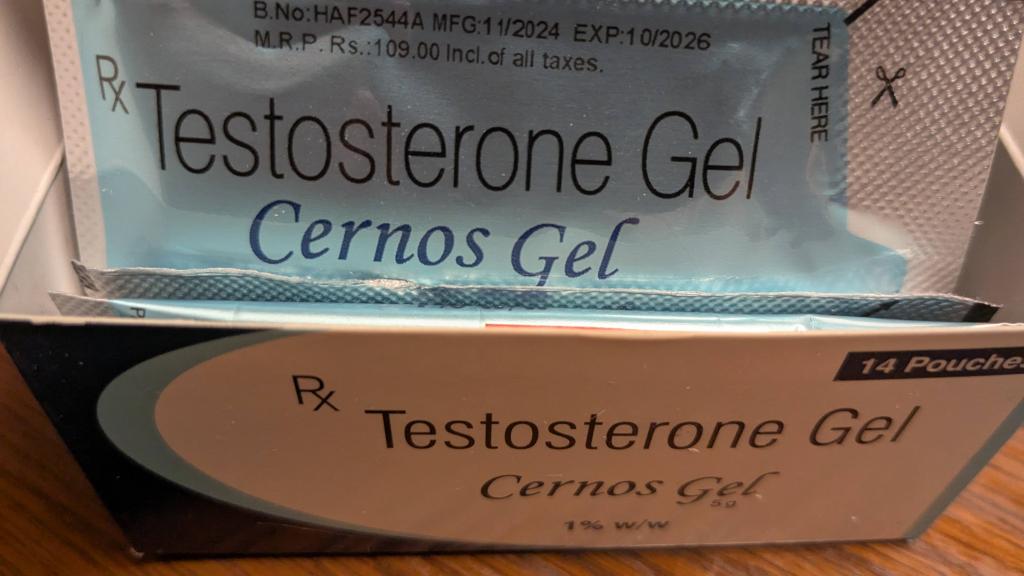 B.No:HAF2544A MFG:11/2024 EXP:10/2026
M.R.P. Rs.:109.00 Incl.of all taxes.
TEAR HERE
Rx Testosterone Gel
Cernos Gel
14 Pouches
Rx
Testosterone Gel
Cernos Gel
5g
1% w/w